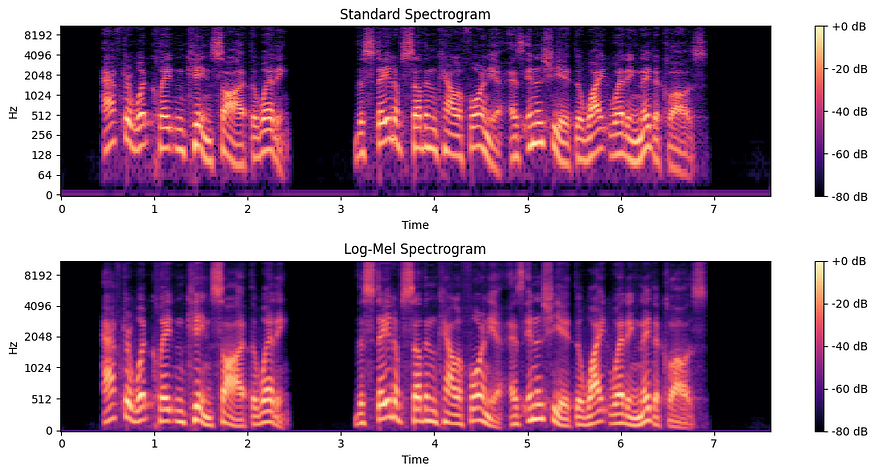 Standard Spectrogram
Hz
8192
4096
2048
1024
512
256
128
64
0
0 1 2 3 4 5 6 7
Time
+0 dB
-20 dB
-40 dB
-60 dB
-80 dB
Log-Mel Spectrogram
Hz
8192
4096
2048
1024
512
0
0 1 2 3 4 5 6 7
Time
+0 dB
-20 dB
-40 dB
-60 dB
-80 dB